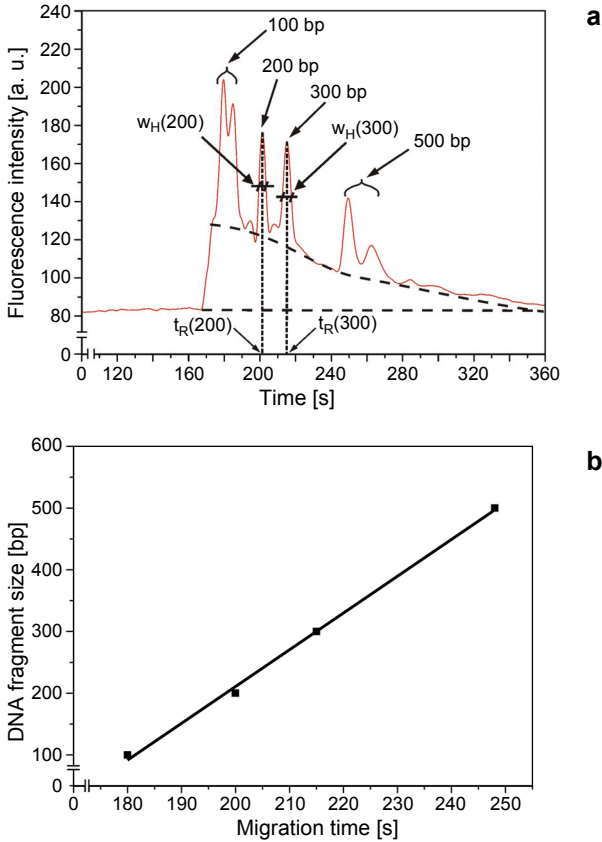 a
Fluorescence intensity [a. u.]
240
220
200
180
160
140
120
100
80
0
100 bp
200 bp
300 bp
500 bp
wH(200)
wH(300)
tR(200)
tR(300)
0 120 160 200 240 280 320 360
Time [s]
b
DNA fragment size [bp]
600
500
400
300
200
100
0
0 180 190 200 210 220 230 240 250
Migration time [s]